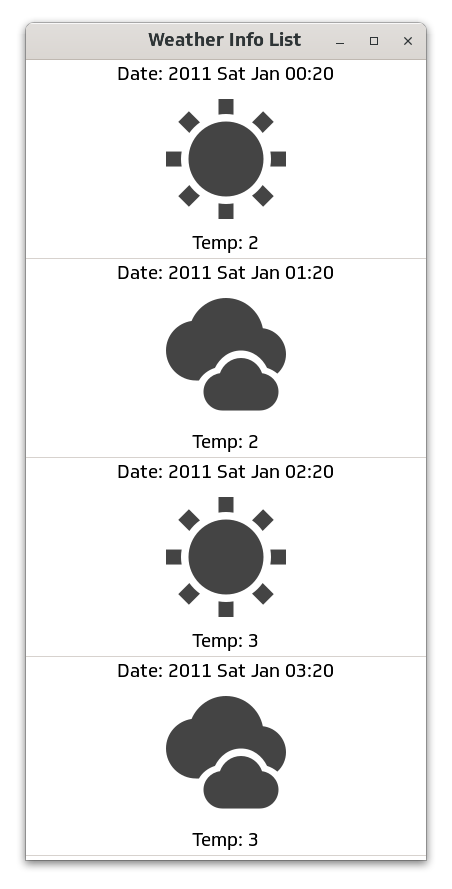 Weather Info List
Date: 2011 Sat Jan 00:20
Temp: 2
Date: 2011 Sat Jan 01:20
Temp: 2
Date: 2011 Sat Jan 02:20
Temp: 3
Date: 2011 Sat Jan 03:20
Temp: 3